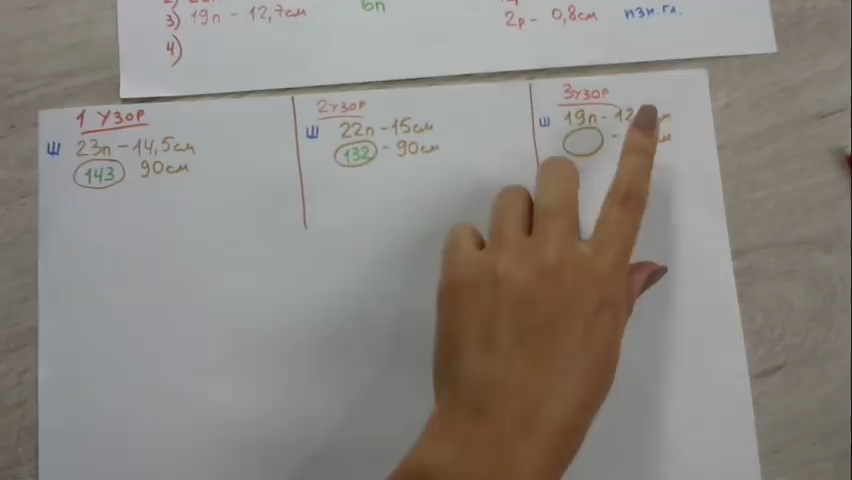 3) 19п - 12,7см
6п
2р - 0,8см изн.гл.
4)
1 УЗОР
Ш 23п - 14,5см
143 90см
2 УЗОР
Ш 22п - 15см
132 - 90см
3 УЗОР
Ш 19п - 12